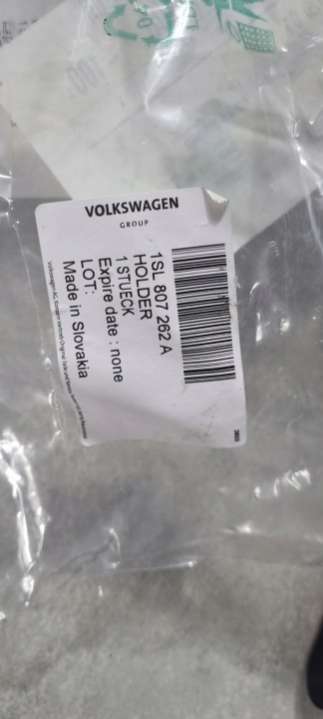 VOLKSWAGEN
GROUP
1SL 807 262 A
HOLDER
1 STUECK
Expire date : none
LOT:
Made in Slovakia